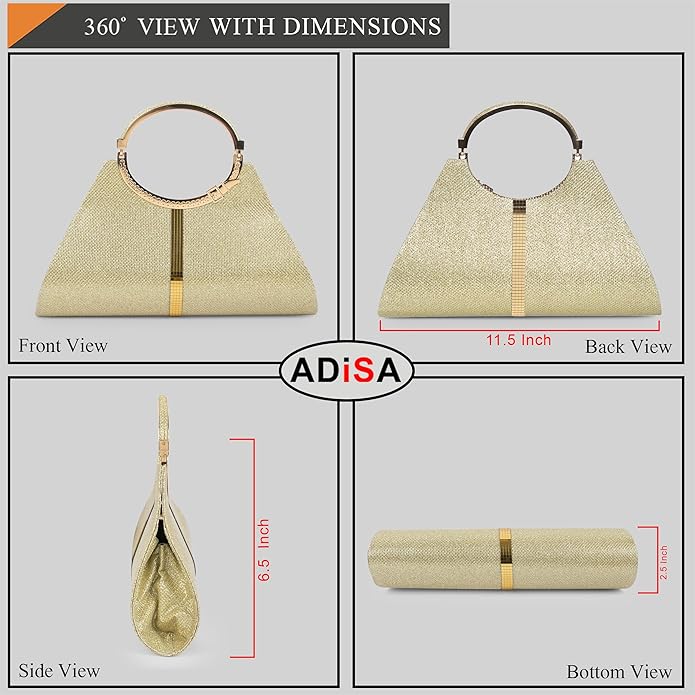 360° VIEW WITH DIMENSIONS
Front View
11.5 Inch
Back View
ADiSA
6.5 Inch
Side View
2.5 Inch
Bottom View